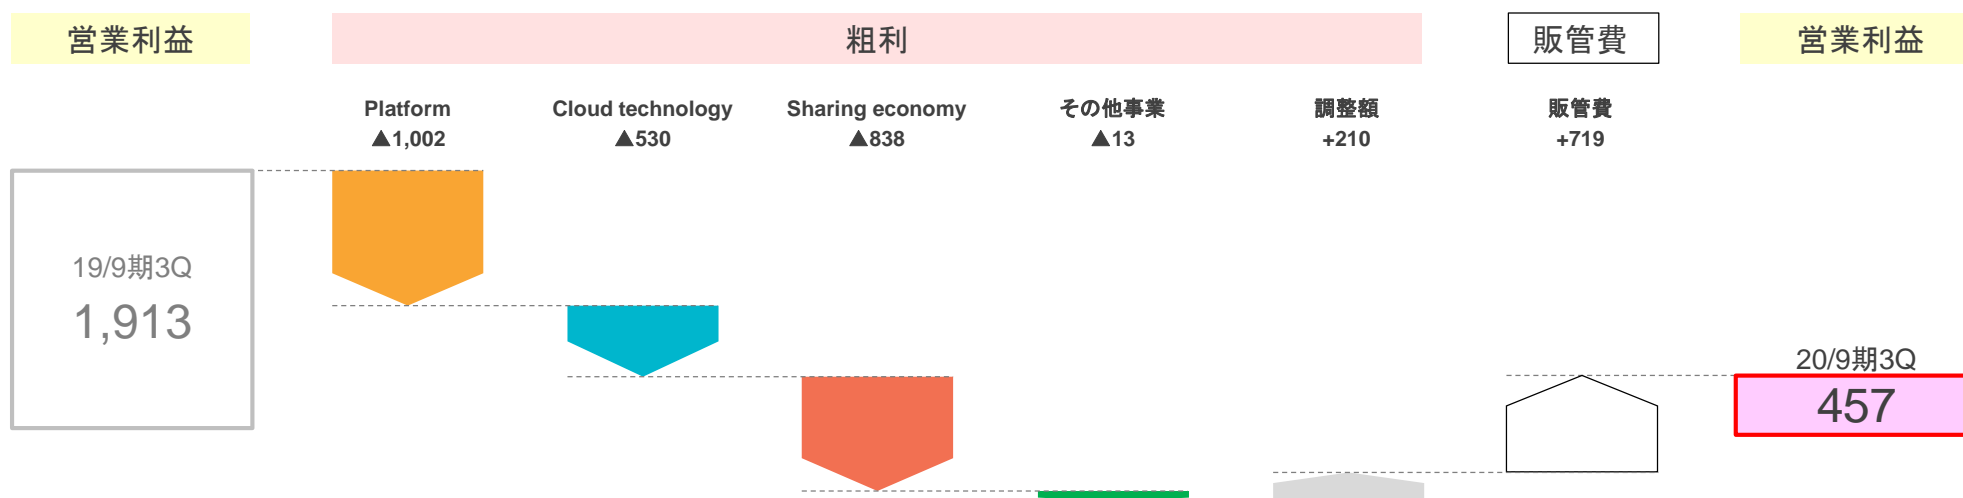 営業利益
粗利
販管費
営業利益
Platform
▲1,002
Cloud technology
▲530
Sharing economy
▲838
その他事業
▲13
調整額
+210
販管費
+719
19/9期3Q
1,913
20/9期3Q
457